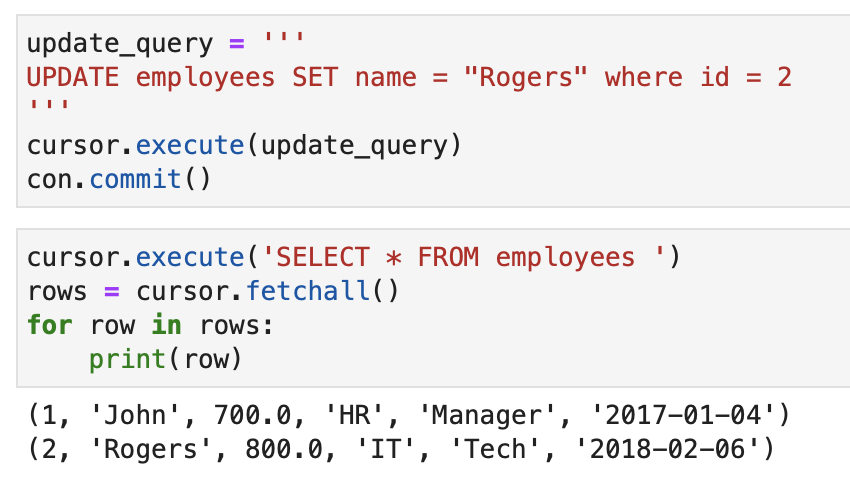 update_query = '''
UPDATE employees SET name = "Rogers" where id = 2
'''
cursor.execute(update_query)
con.commit()
cursor.execute('SELECT * FROM employees ')
rows = cursor.fetchall()
for row in rows:
    print(row)
(1, 'John', 700.0, 'HR', 'Manager', '2017-01-04')
(2, 'Rogers', 800.0, 'IT', 'Tech', '2018-02-06')